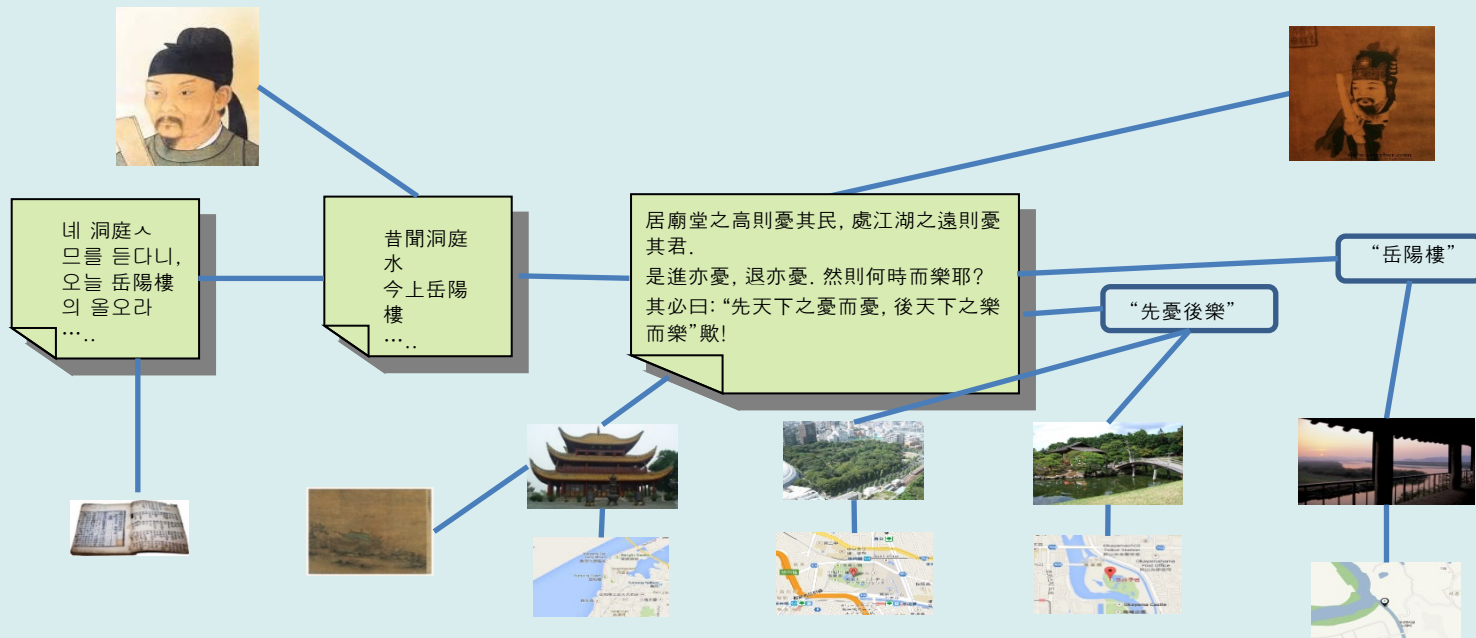 녜 洞庭ㅅ
므를 듣다니,
오늘 岳陽樓
의 올오라
…..
昔聞洞庭
水
今上岳陽
樓
…..
居廟堂之高則憂其民, 處江湖之遠則憂
其君.
是進亦憂, 退亦憂. 然則何時而樂耶?
其必曰: “先天下之憂而憂, 後天下之樂
而樂”歟!
“岳陽樓”
“先憂後樂”
Okayama Castle